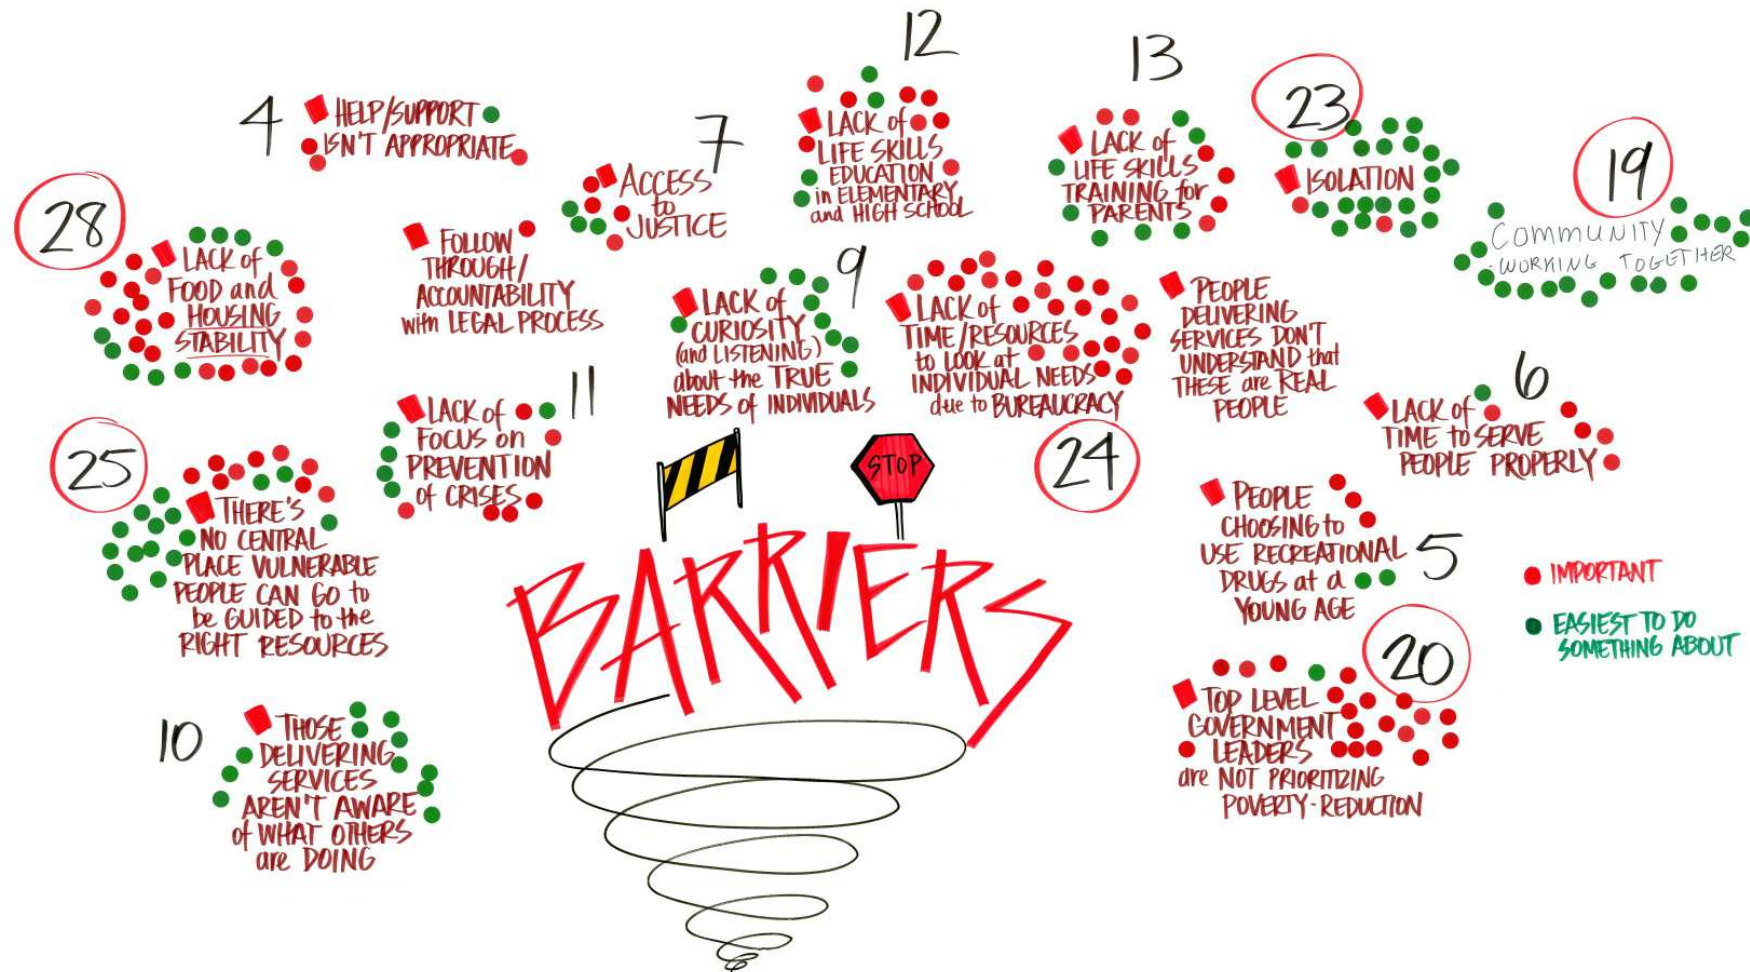 4
HELP/SUPPORT
ISN'T APPROPRIATE
28
LACK of
FOOD and
HOUSING
STABILITY
FOLLOW
THROUGH/
ACCOUNTABILITY
with LEGAL PROCESS
7
ACCESS
to
JUSTICE
12
LACK of
LIFE SKILLS
EDUCATION
in ELEMENTARY
and HIGH SCHOOL
13
LACK of
LIFE SKILLS
TRAINING for
PARENTS
23
ISOLATION
19
COMMUNITY
WORKING TOGETHER
9
LACK of
CURIOSITY
(and LISTENING)
about the TRUE
NEEDS of INDIVIDUALS
LACK of
TIME/RESOURCES
to LOOK at
INDIVIDUAL NEEDS
due to BUREAUCRACY
24
PEOPLE
DELIVERING
SERVICES DON'T
UNDERSTAND that
THESE are REAL
PEOPLE
6
LACK of
TIME to SERVE
PEOPLE PROPERLY
11
LACK of
FOCUS on
PREVENTION
of CRISES
25
THERE'S
NO CENTRAL
PLACE VULNERABLE
PEOPLE CAN GO to
be GUIDED to the
RIGHT RESOURCES
STOP
BARRIERS
PEOPLE
CHOOSING to
USE RECREATIONAL
DRUGS at a
YOUNG AGE
5
IMPORTANT
EASIEST TO DO
SOMETHING ABOUT
20
TOP LEVEL
GOVERNMENT
LEADERS
are NOT PRIORITIZING
POVERTY-REDUCTION
10
THOSE
DELIVERING
SERVICES
AREN'T AWARE
of WHAT OTHERS
are DOING